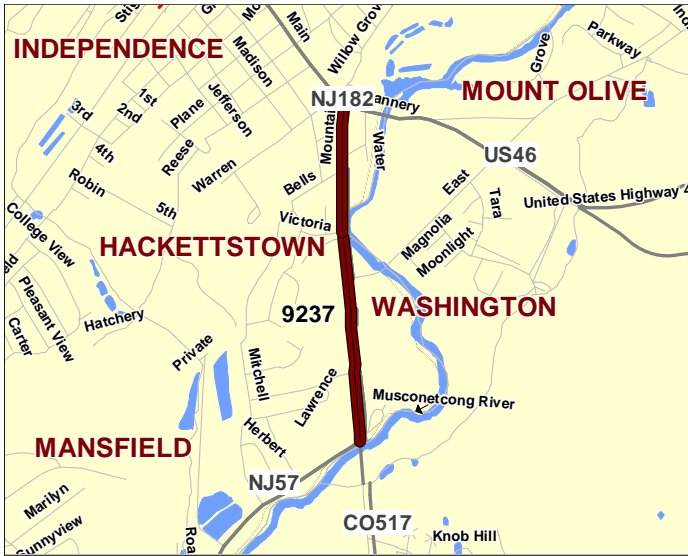 Main
Willow Grove
Parkway
Grove
INDEPENDENCE
Madison
MOUNT OLIVE
1st
Jefferson
3rd
2nd
Plane
NJ182
annery
Mountain
Water
US46
4th
Reese
Warren
Bells
East
Tara
United States Highway 4
Robin
5th
Victoria
Magnolia
Moonlight
College View
HACKETTSTOWN
Pleasant View
Carter
Hatchery
9237
WASHINGTON
Private
Mitchell
Lawrence
Musconetcong River
Herbert
MANSFIELD
NJ57
Marilyn
Sunnyview
Roa
CO517
Knob Hill